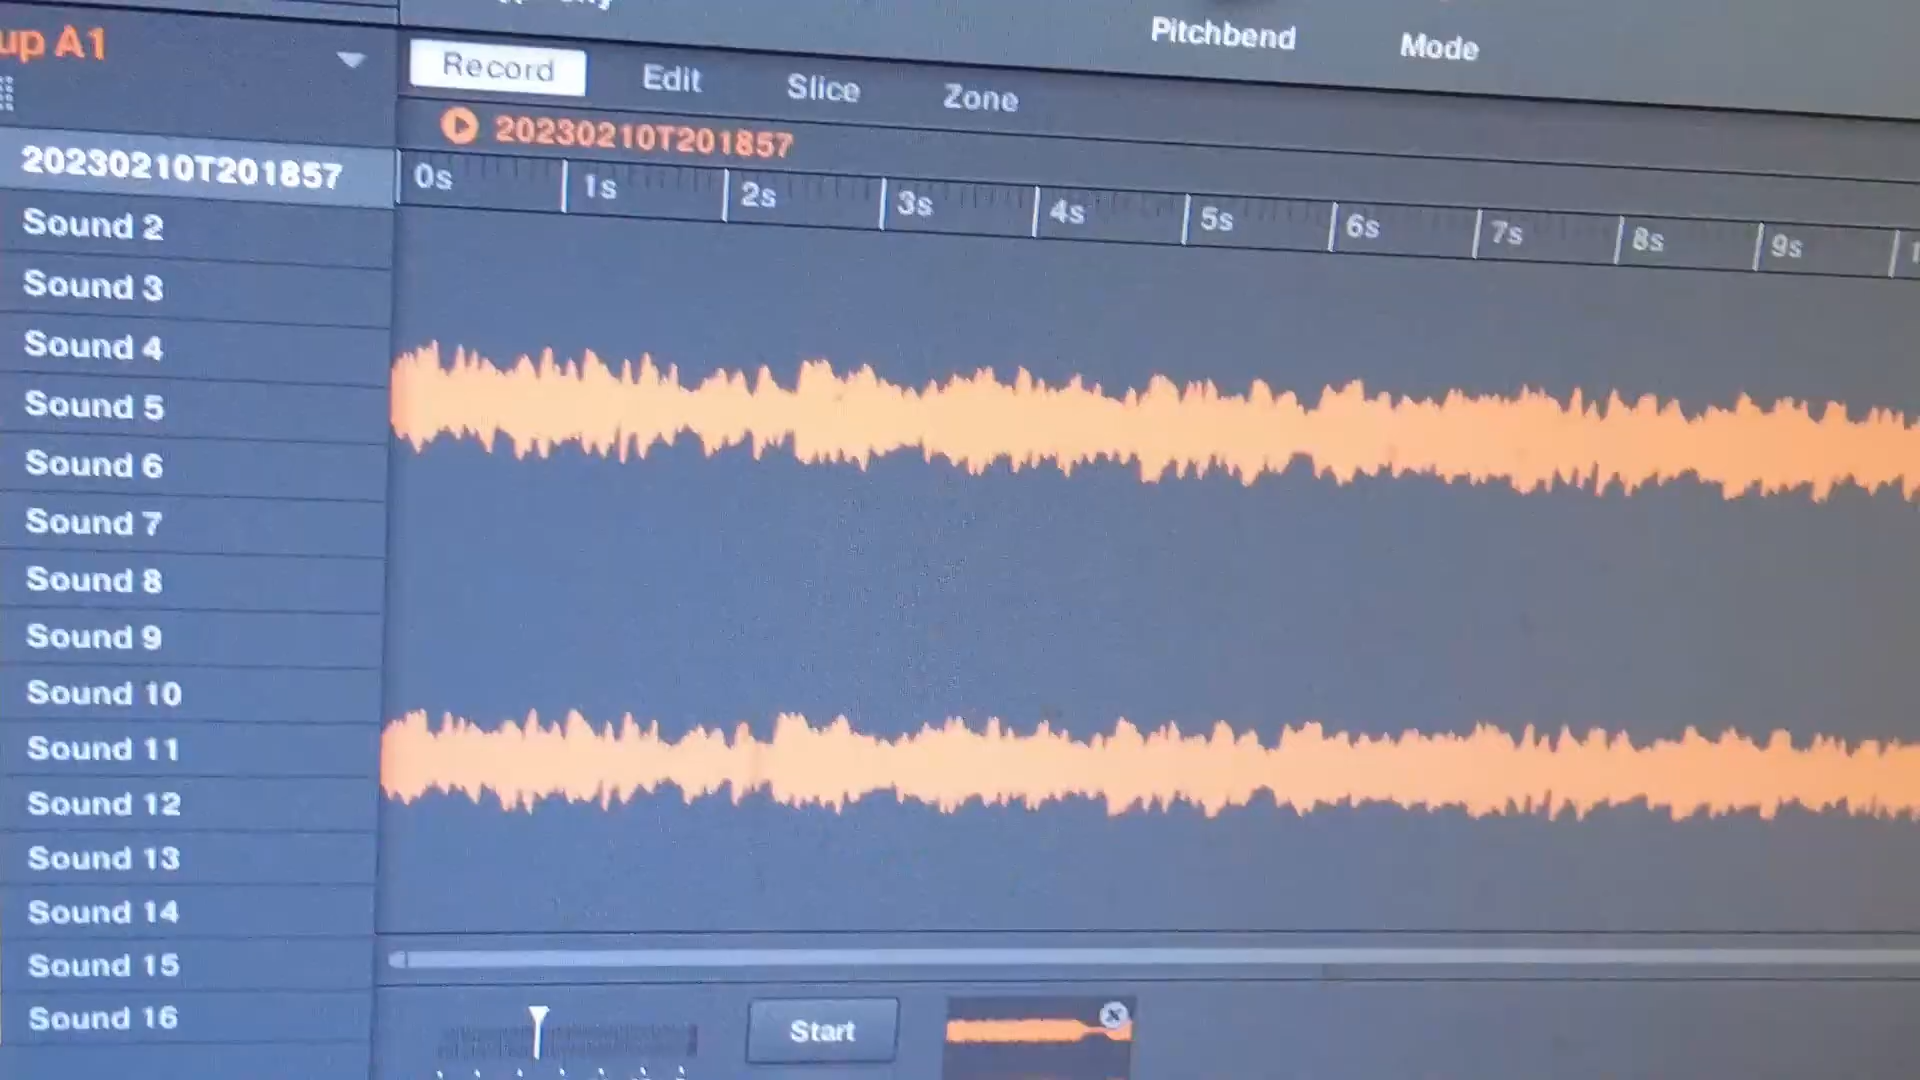 Pitchbend Mode
up A1
Record Edit Slice Zone
20230210T201857
0s 1s 2s 3s 4s 5s 6s 7s 8s 9s
20230210T201857
Sound 2
Sound 3
Sound 4
Sound 5
Sound 6
Sound 7
Sound 8
Sound 9
Sound 10
Sound 11
Sound 12
Sound 13
Sound 14
Sound 15
Sound 16
Start